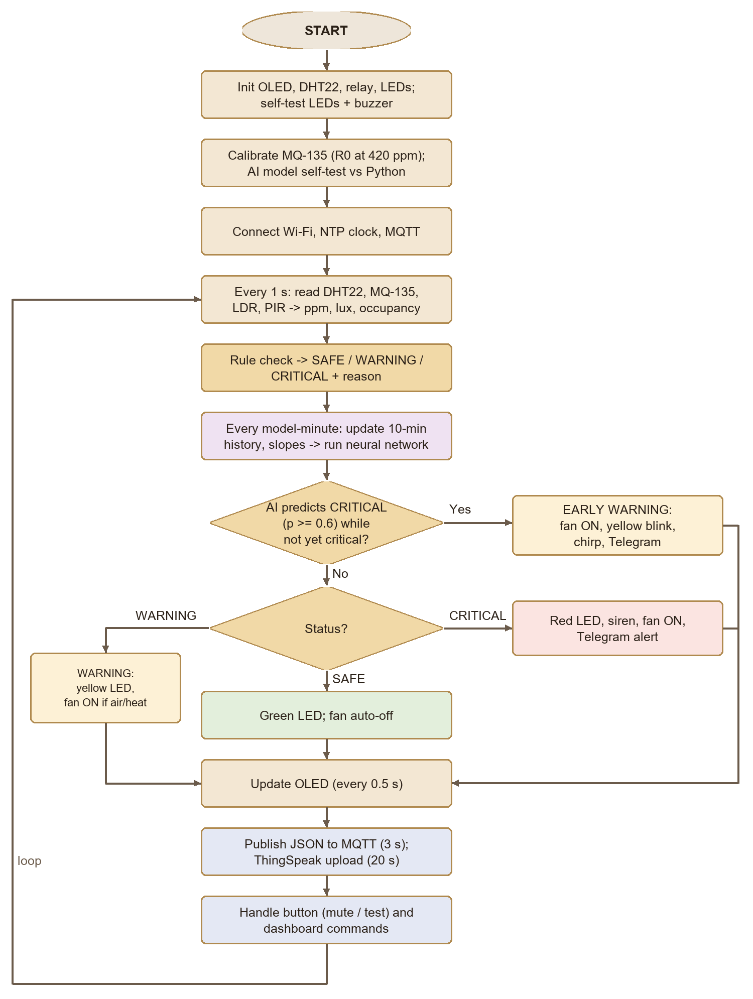 START
Init OLED, DHT22, relay, LEDs;
self-test LEDs + buzzer
Calibrate MQ-135 (R0 at 420 ppm);
AI model self-test vs Python
Connect Wi-Fi, NTP clock, MQTT
Every 1 s: read DHT22, MQ-135,
LDR, PIR -> ppm, lux, occupancy
Rule check -> SAFE / WARNING /
CRITICAL + reason
Every model-minute: update 10-min
history, slopes -> run neural network
AI predicts CRITICAL
(p >= 0.6) while
not yet critical?
Yes
EARLY WARNING:
fan ON, yellow blink,
chirp, Telegram
No
Status?
WARNING
CRITICAL
Red LED, siren, fan ON,
Telegram alert
WARNING:
yellow LED,
fan ON if air/heat
SAFE
Green LED; fan auto-off
Update OLED (every 0.5 s)
Publish JSON to MQTT (3 s);
ThingSpeak upload (20 s)
loop
Handle button (mute / test) and
dashboard commands